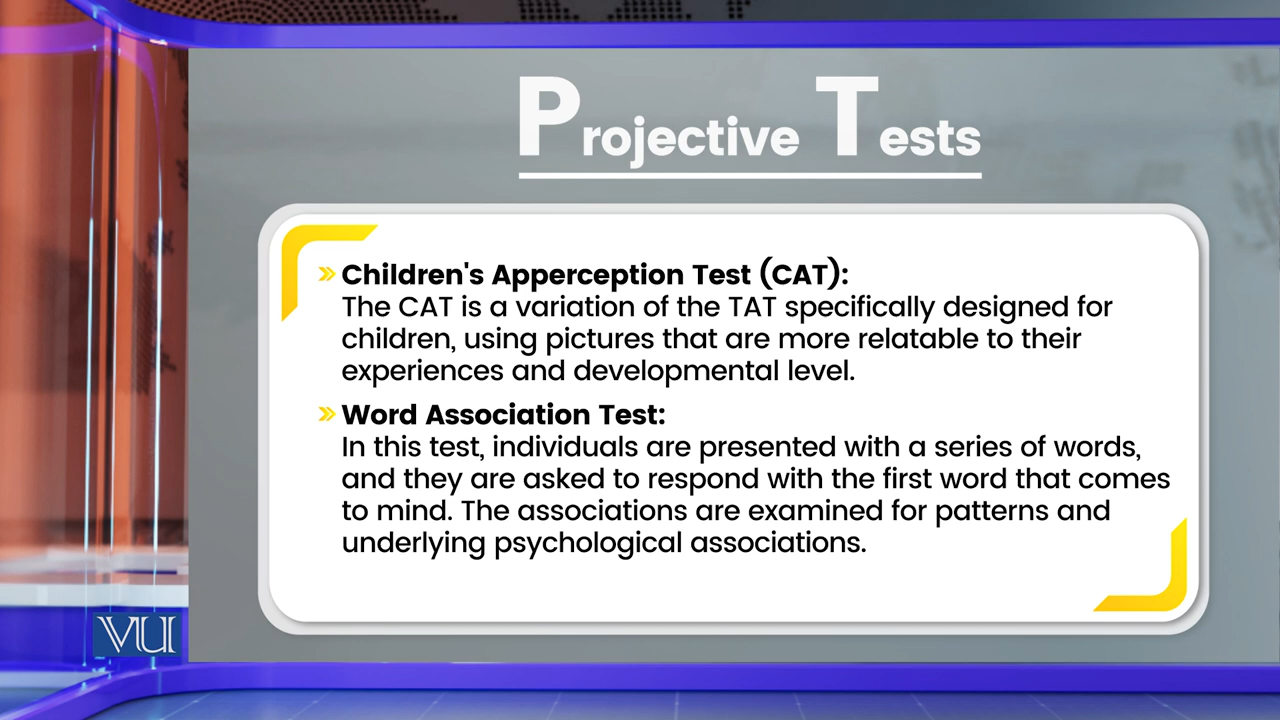 Projective Tests
Children's Apperception Test (CAT):
The CAT is a variation of the TAT specifically designed for
children, using pictures that are more relatable to their
experiences and developmental level.
Word Association Test:
In this test, individuals are presented with a series of words,
and they are asked to respond with the first word that comes
to mind. The associations are examined for patterns and
underlying psychological associations.
VU